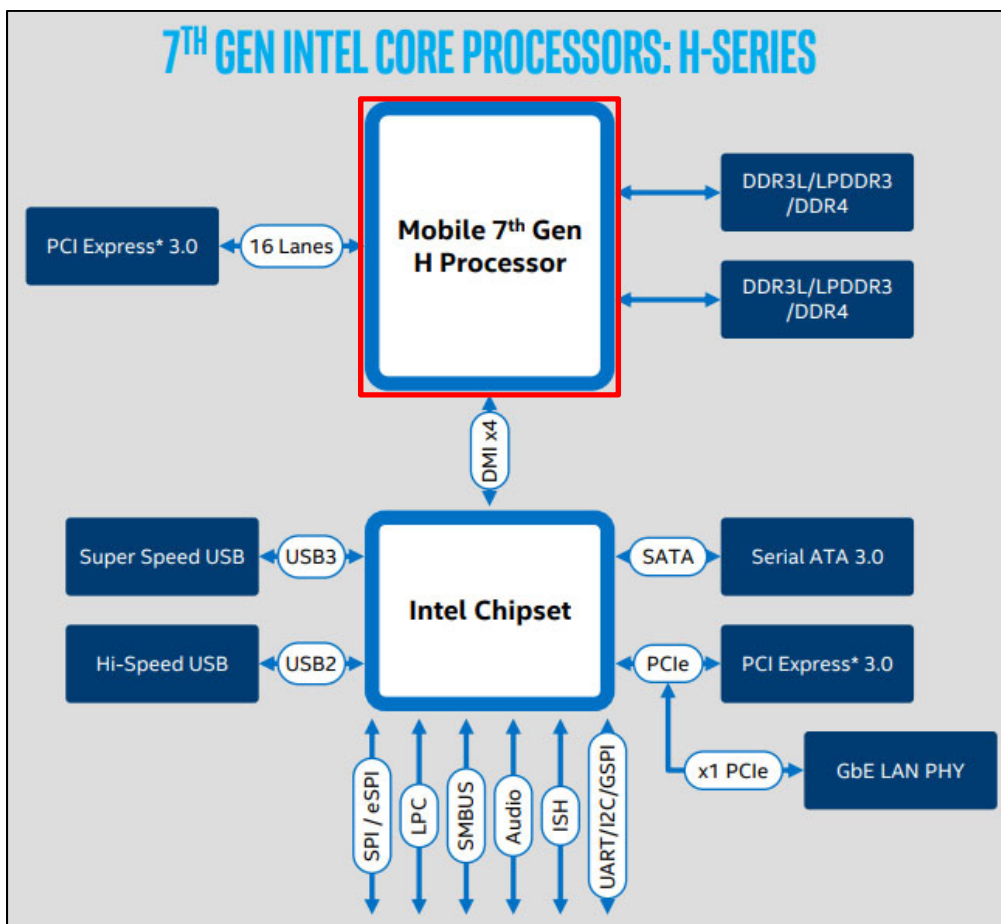 7TH GEN INTEL CORE PROCESSORS: H-SERIES
Mobile 7th Gen
H Processor
PCI Express* 3.0
16 Lanes
DDR3L/LPDDR3
/DDR4
DDR3L/LPDDR3
/DDR4
DMI x4
Super Speed USB
USB3
Intel Chipset
SATA
Serial ATA 3.0
Hi-Speed USB
USB2
PCIe
PCI Express* 3.0
x1 PCIe
GbE LAN PHY
SPI / eSPI
LPC
SMBUS
Audio
ISH
UART/I2C/GSPI